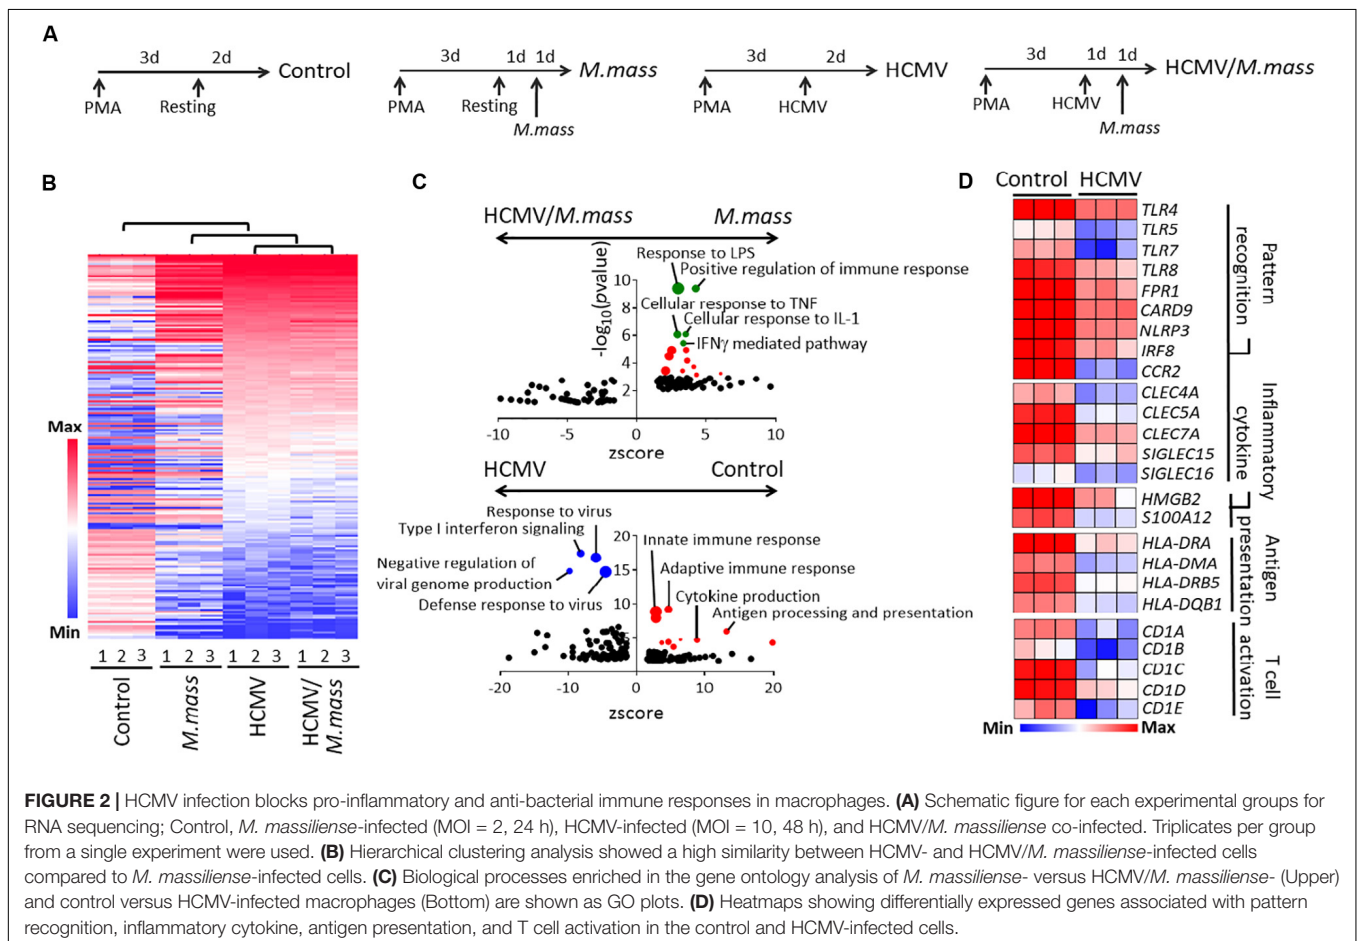 A
3d 2d
Control
PMA Resting
3d 1d 1d
M.mass
PMA Resting
M.mass
3d 2d
HCMV
PMA HCMV
3d 1d 1d
HCMV/M.mass
PMA HCMV
M.mass
B
Max
Min
1 2 3 1 2 3 1 2 3 1 2 3
Control
M.mass
HCMV
HCMV/
M.mass
C
HCMV/M.mass M.mass
-log10(pvalue)
Response to LPS
Positive regulation of immune response
Cellular response to TNF
Cellular response to IL-1
IFNγ mediated pathway
10
8
6
4
2
-10 -5 0 5 10
zscore
HCMV Control
Response to virus
Type I interferon signaling
Negative regulation of
viral genome production
Defense response to virus
Innate immune response
Adaptive immune response
Cytokine production
Antigen processing and presentation
20
15
10
5
-20 -10 0 10 20
zscore
D
Control HCMV
TLR4
TLR5
TLR7
TLR8
FPR1
CARD9
NLRP3
IRF8
CCR2
CLEC4A
CLEC5A
CLEC7A
SIGLEC15
SIGLEC16
HMGB2
S100A12
HLA-DRA
HLA-DMA
HLA-DRB5
HLA-DQB1
CD1A
CD1B
CD1C
CD1D
CD1E
Pattern
recognition
Inflammatory
cytokine
Antigen
presentation
T cell
activation
Min Max
FIGURE 2 | HCMV infection blocks pro-inflammatory and anti-bacterial immune responses in macrophages. (A) Schematic figure for each experimental groups for
RNA sequencing; Control, M. massiliense-infected (MOI = 2, 24 h), HCMV-infected (MOI = 10, 48 h), and HCMV/M. massiliense co-infected. Triplicates per group
from a single experiment were used. (B) Hierarchical clustering analysis showed a high similarity between HCMV- and HCMV/M. massiliense-infected cells
compared to M. massiliense-infected cells. (C) Biological processes enriched in the gene ontology analysis of M. massiliense- versus HCMV/M. massiliense- (Upper)
and control versus HCMV-infected macrophages (Bottom) are shown as GO plots. (D) Heatmaps showing differentially expressed genes associated with pattern
recognition, inflammatory cytokine, antigen presentation, and T cell activation in the control and HCMV-infected cells.